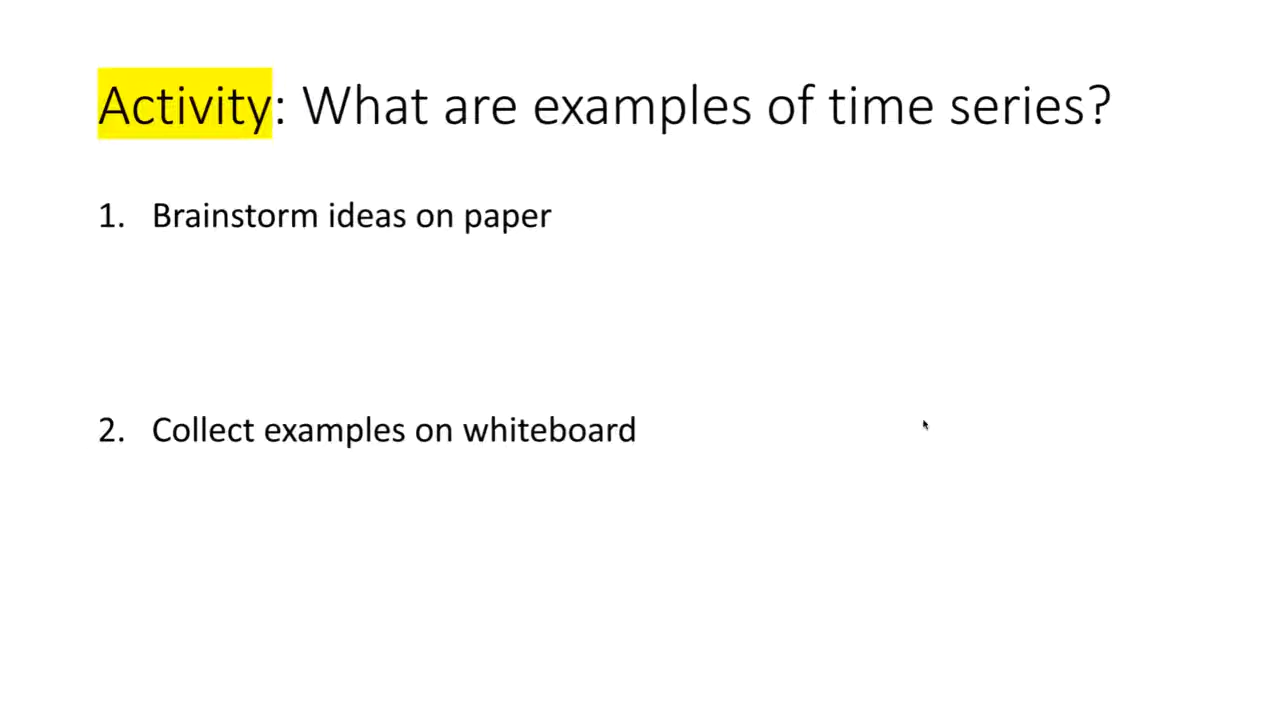 Activity: What are examples of time series?
1. Brainstorm ideas on paper
2. Collect examples on whiteboard